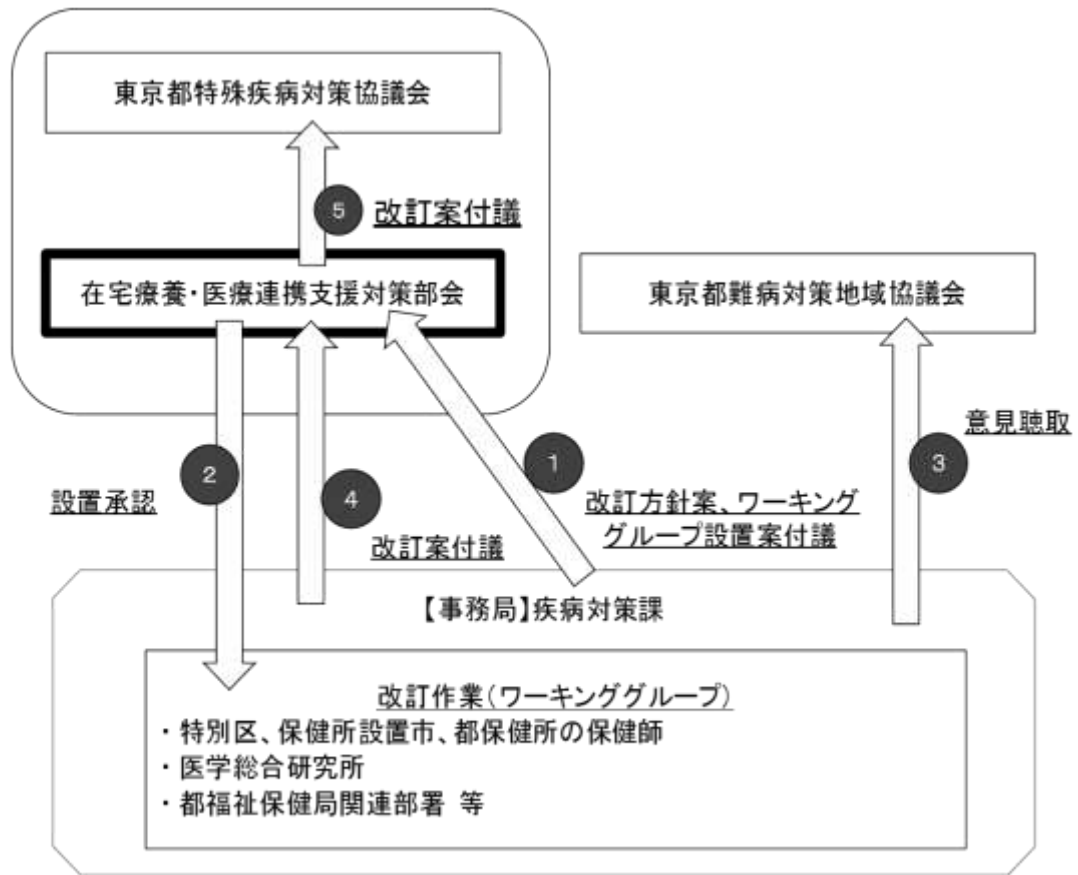 東京都特殊疾病対策協議会
5
改訂案付議
在宅療養・医療連携支援対策部会
東京都難病対策地域協議会
2
設置承認
4
改訂案付議
1
改訂方針案、ワーキング
グループ設置案付議
意見聴取
3
【事務局】疾病対策課
改訂作業（ワーキンググループ）
・特別区、保健所設置市、都保健所の保健師
・医学総合研究所
・都福祉保健局関連部署 等